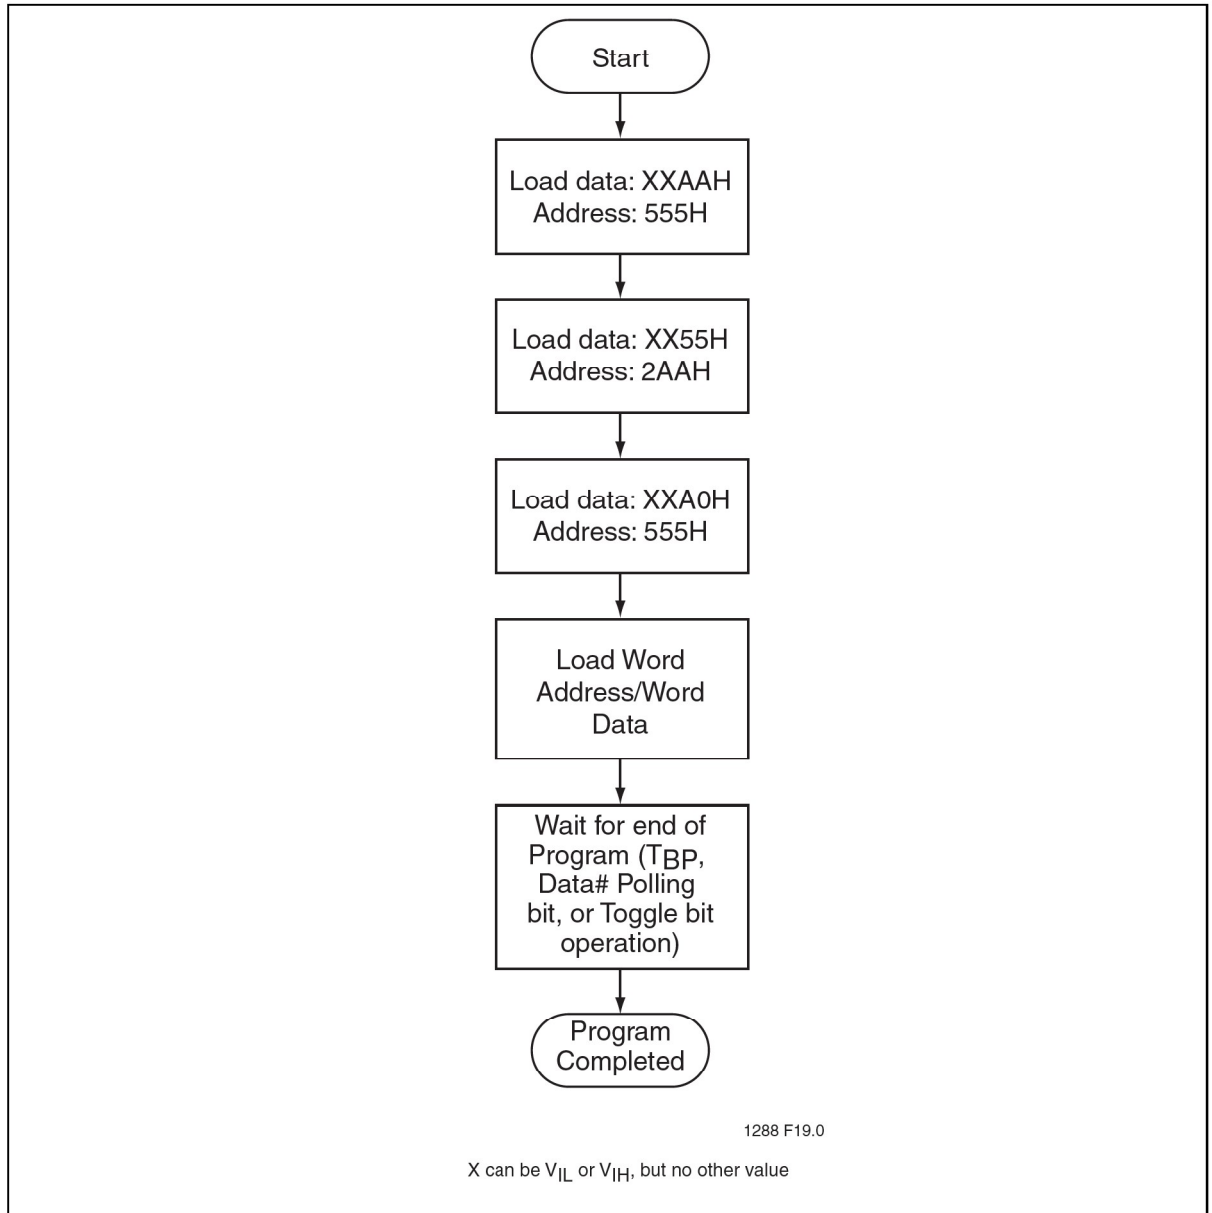 Start
Load data: XXAAH
Address: 555H
Load data: XX55H
Address: 2AAH
Load data: XXA0H
Address: 555H
Load Word
Address/Word
Data
Wait for end of
Program (TBP,
Data# Polling
bit, or Toggle bit
operation)
Program
Completed
1288 F19.0
X can be VIL or VIH, but no other value